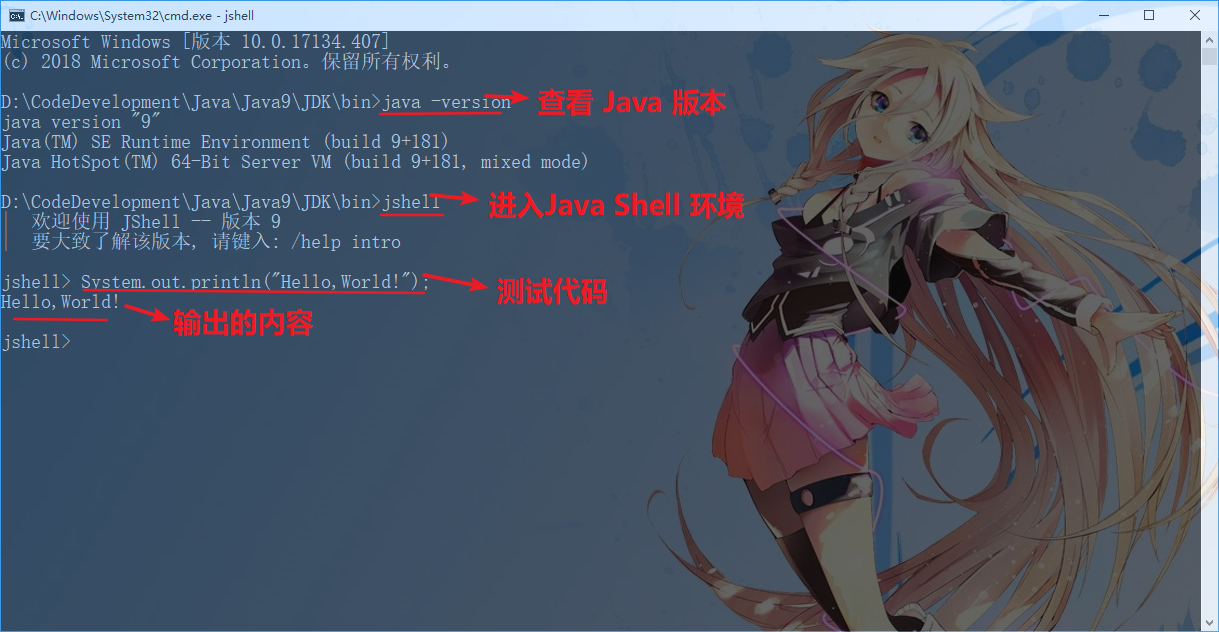 C:\Windows\System32\cmd.exe - jshell
Microsoft Windows [版本 10.0.17134.407]
(c) 2018 Microsoft Corporation。保留所有权利。
D:\CodeDevelopment\Java\Java9\JDK\bin>java -version 查看 Java 版本
java version "9"
Java(TM) SE Runtime Environment (build 9+181)
Java HotSpot(TM) 64-Bit Server VM (build 9+181, mixed mode)
D:\CodeDevelopment\Java\Java9\JDK\bin>jshell 进入Java Shell 环境
| 欢迎使用 JShell -- 版本 9
| 要大致了解该版本, 请键入: /help intro
jshell> System.out.println("Hello,World!"); 测试代码
Hello,World! 输出的内容
jshell>